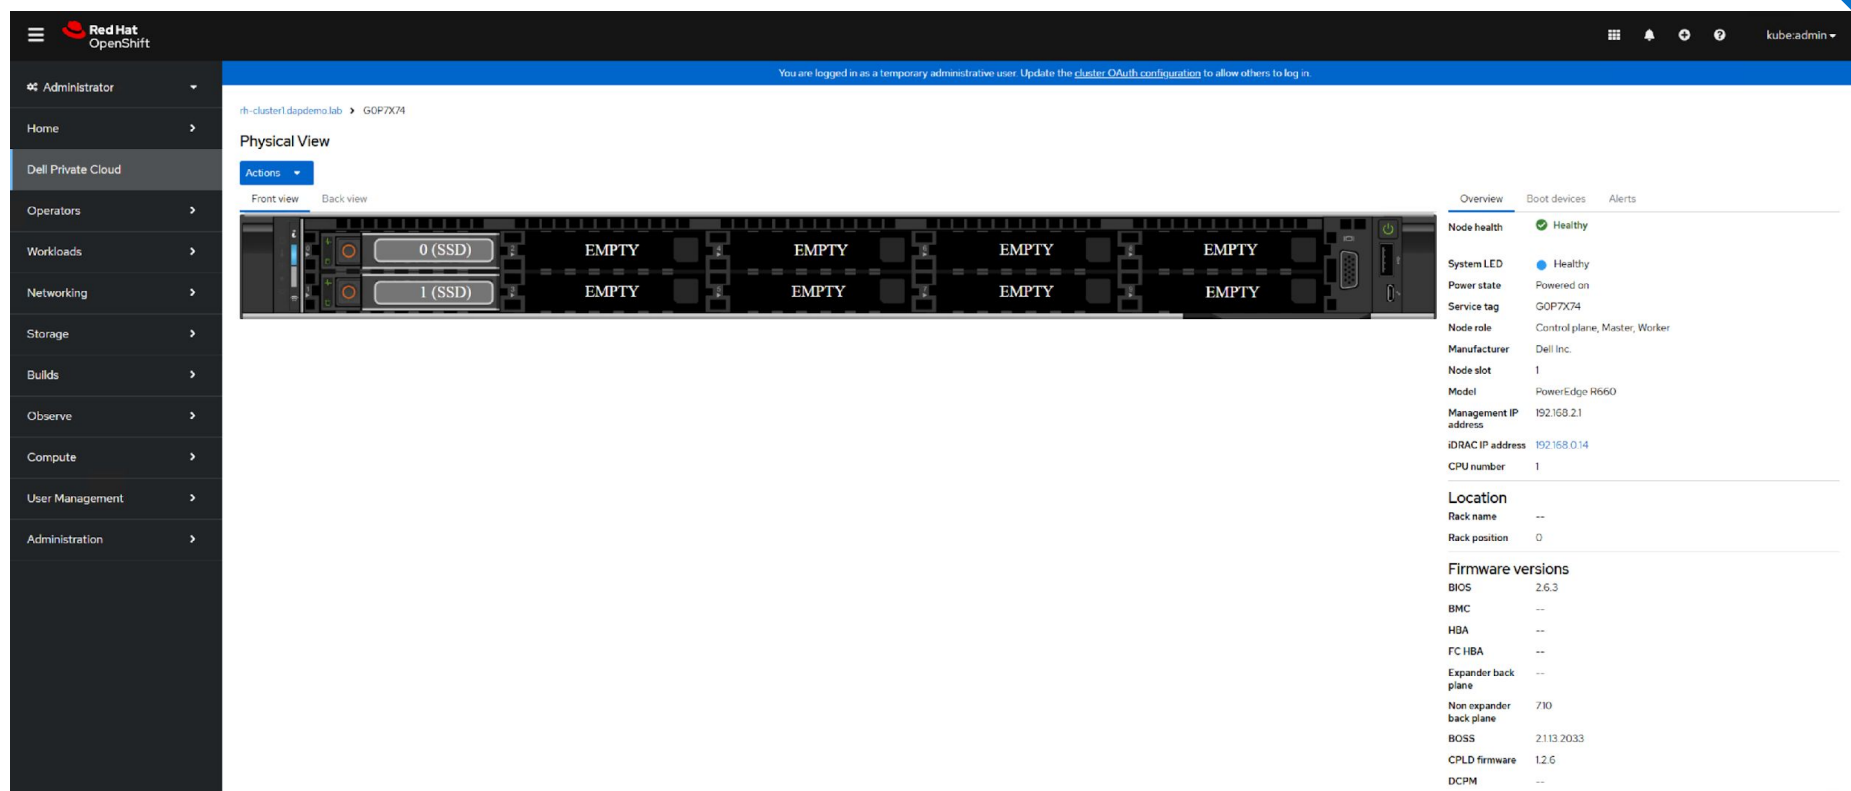 Red Hat
OpenShift
kube:admin
Administrator
You are logged in as a temporary administrative user. Update the cluster OAuth configuration to allow others to log in.
Home
Dell Private Cloud
Operators
Workloads
Networking
Storage
Builds
Observe
Compute
User Management
Administration
rh-cluster1.dapdemo.lab > G0P7X74
Physical View
Actions
Front view Back view
0 (SSD) EMPTY EMPTY EMPTY EMPTY
1 (SSD) EMPTY EMPTY EMPTY EMPTY
Overview Boot devices Alerts
Node health Healthy
System LED Healthy
Power state Powered on
Service tag G0P7X74
Node role Control plane, Master, Worker
Manufacturer Dell Inc.
Node slot 1
Model PowerEdge R660
Management IP 192.168.2.1
address
iDRAC IP address 192.168.0.14
CPU number 1
Location
Rack name --
Rack position 0
Firmware versions
BIOS 2.6.3
BMC --
HBA --
FC HBA --
Expander back --
plane
Non expander 7.10
back plane
BOSS 2.1.13.2033
CPLD firmware 1.2.6
DCPM --